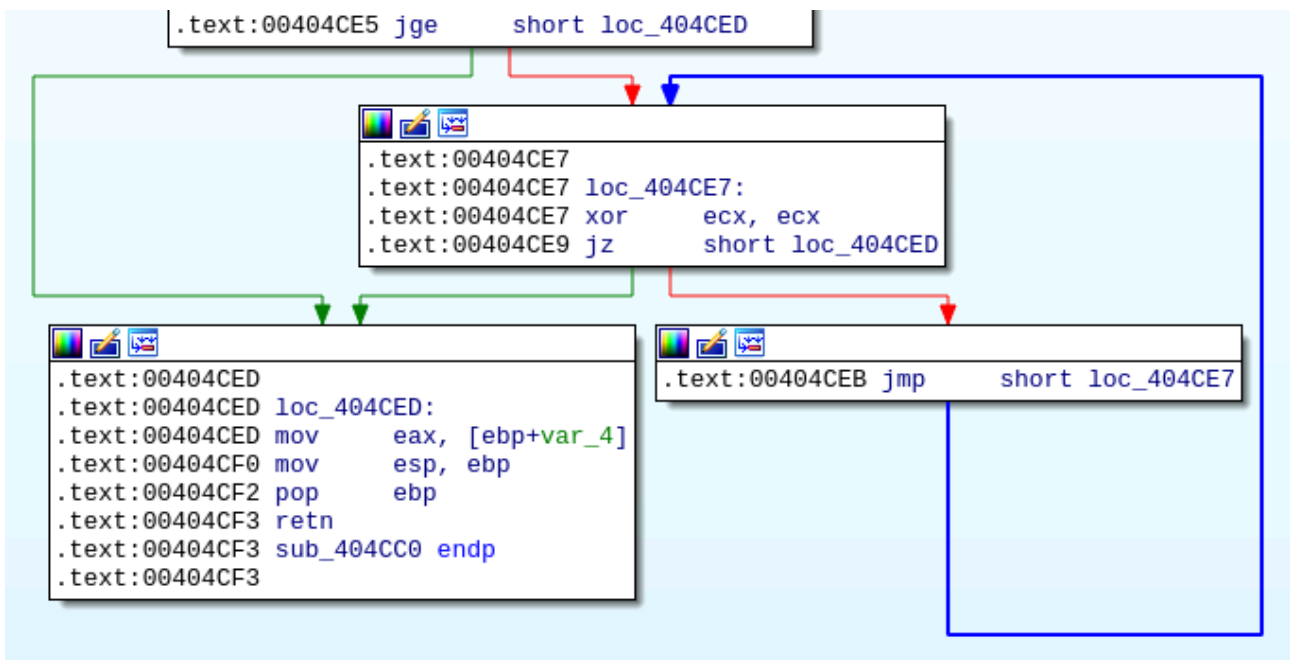 .text:00404CE5 jge     short loc_404CED
.text:00404CE7
.text:00404CE7 loc_404CE7:
.text:00404CE7 xor     ecx, ecx
.text:00404CE9 jz      short loc_404CED
.text:00404CED
.text:00404CED loc_404CED:
.text:00404CED mov     eax, [ebp+var_4]
.text:00404CF0 mov     esp, ebp
.text:00404CF2 pop     ebp
.text:00404CF3 retn
.text:00404CF3 sub_404CC0 endp
.text:00404CF3
.text:00404CEB jmp     short loc_404CE7